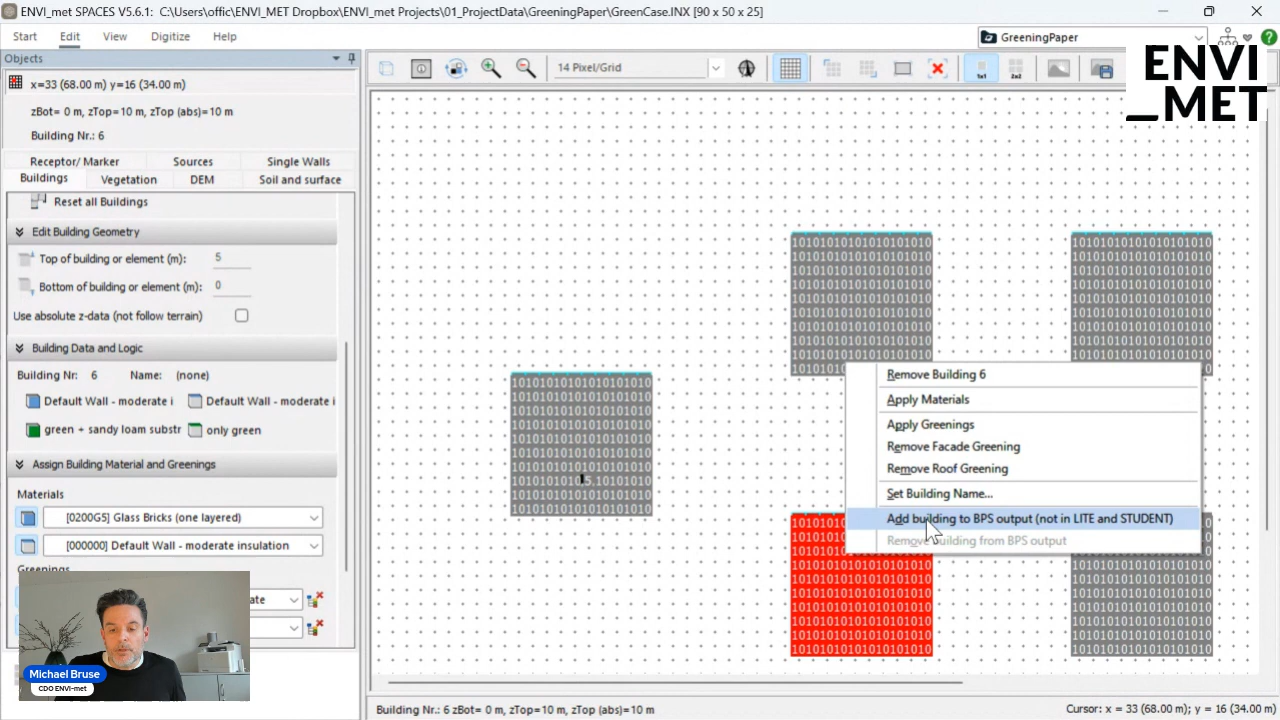 ENVI_met SPACES V5.6.1: C:\Users\offic\ENVI_MET Dropbox\ENVI_met Projects\01_ProjectData\GreeningPaper\GreenCase.INX [90 x 50 x 25]
Start Edit View Digitize Help
GreeningPaper
ENVI
_MET
Objects
14 Pixel/Grid
x=33 (68.00 m) y=16 (34.00 m)
zBot= 0 m, zTop=10 m, zTop (abs)=10 m
Building Nr.: 6
Receptor/ Marker Sources Single Walls
Buildings Vegetation DEM Soil and surface
Reset all Buildings
Edit Building Geometry
Top of building or element (m): 5
Bottom of building or element (m): 0
Use absolute z-data (not follow terrain)
Building Data and Logic
Building Nr: 6 Name: (none)
Default Wall - moderate i Default Wall - moderate i
green + sandy loam substr only green
Assign Building Material and Greenings
Materials
[0200G5] Glass Bricks (one layered)
[000000] Default Wall - moderate insulation
Greenings
ate
Michael Bruse
CDO ENVI-met
Remove Building 6
Apply Materials
Apply Greenings
Remove Facade Greening
Remove Roof Greening
Set Building Name...
Add building to BPS output (not in LITE and STUDENT)
Remove building from BPS output
Building Nr.: 6 zBot= 0 m, zTop=10 m, zTop (abs)=10 m
Cursor: x = 33 (68.00 m); y = 16 (34.00 m)